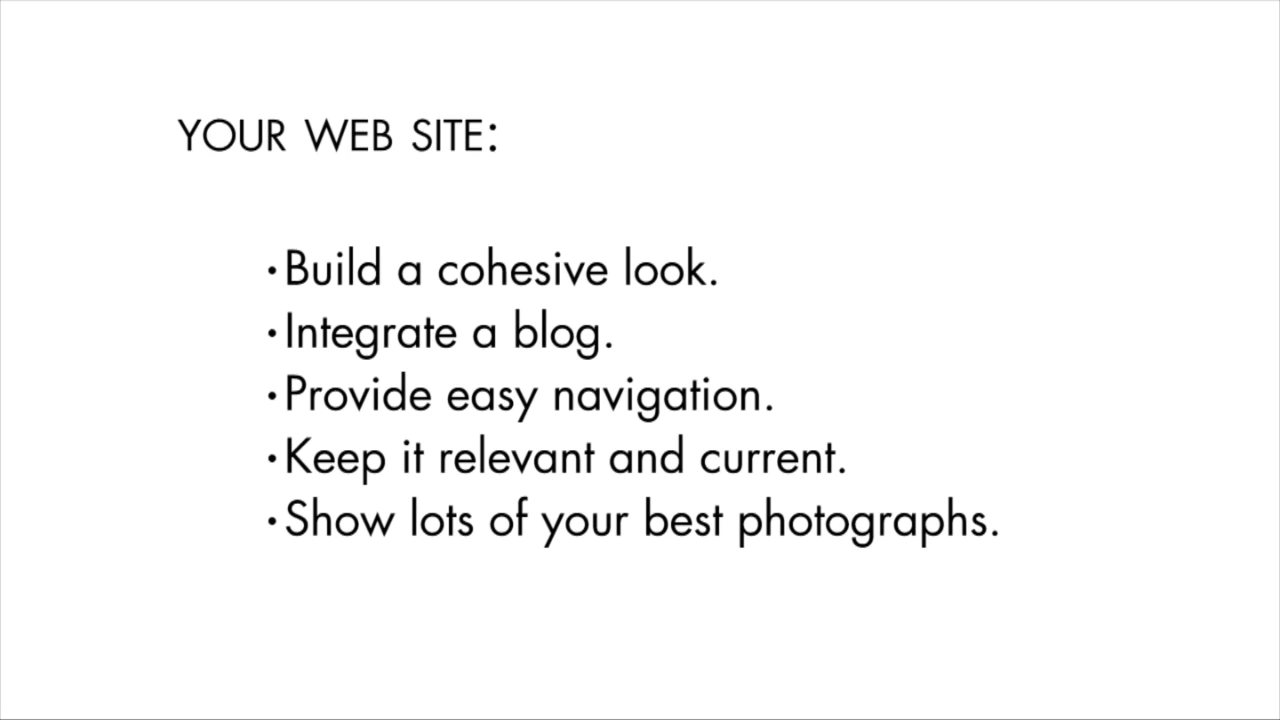 YOUR WEB SITE:
•Build a cohesive look.
•Integrate a blog.
•Provide easy navigation.
•Keep it relevant and current.
•Show lots of your best photographs.